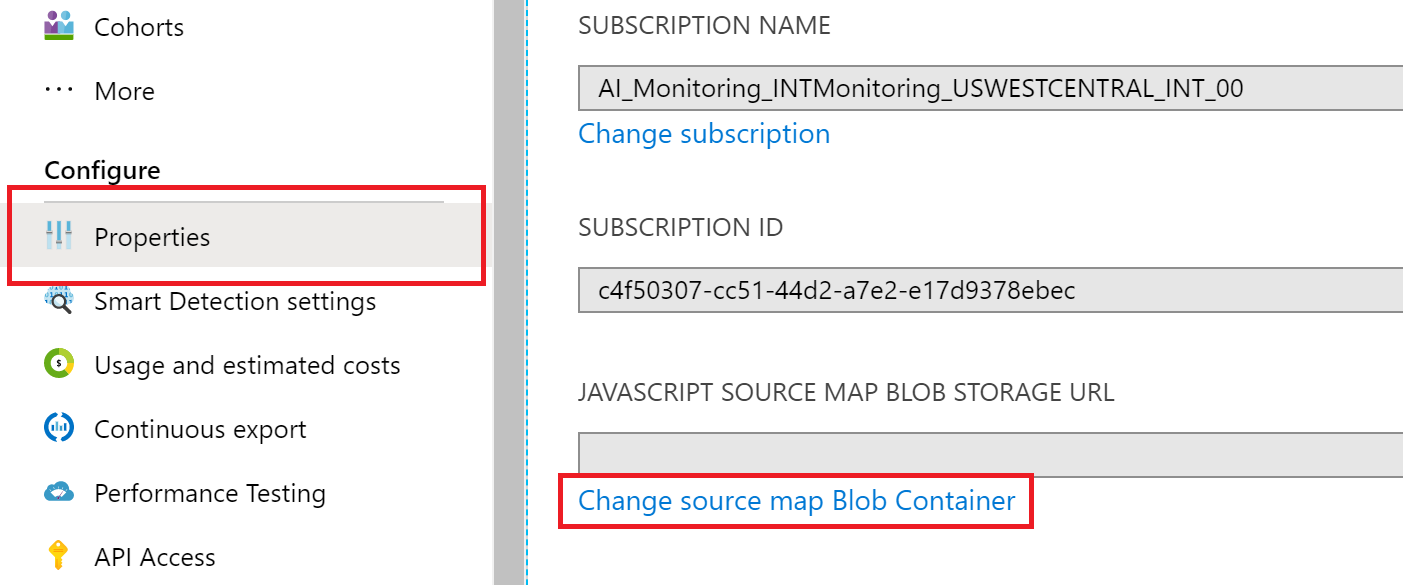 Cohorts
More
Configure
Properties
Smart Detection settings
Usage and estimated costs
Continuous export
Performance Testing
API Access
SUBSCRIPTION NAME
AI_Monitoring_INTMonitoring_USWESTCENTRAL_INT_00
Change subscription
SUBSCRIPTION ID
c4f50307-cc51-44d2-a7e2-e17d9378ebec
JAVASCRIPT SOURCE MAP BLOB STORAGE URL
Change source map Blob Container